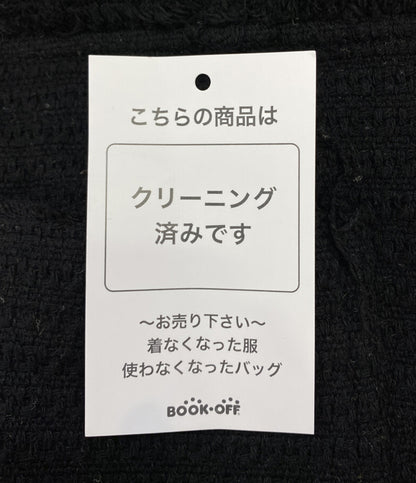 こちらの商品は
クリーニング
済みです
～お売り下さい～
着なくなった服
使わなくなったバッグ
BOOK・OFF